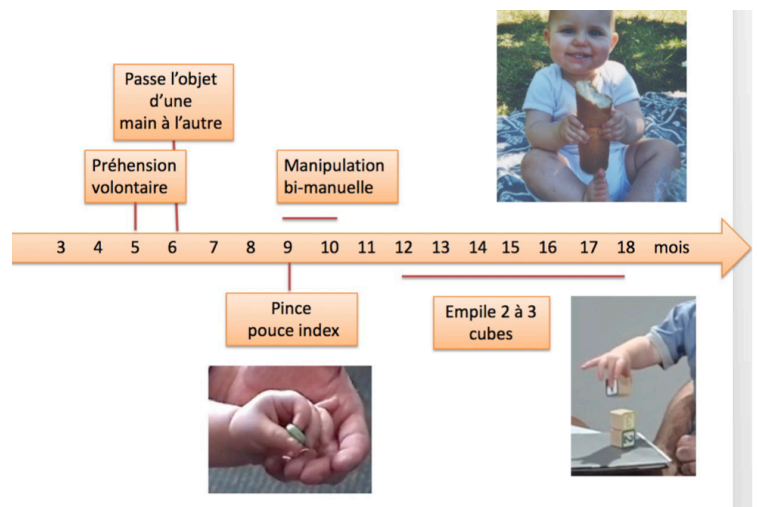 Passe l'objet
d'une
main à l'autre
Préhension
volontaire
Manipulation
bi-manuelle
3 4 5 6 7 8 9 10 11 12 13 14 15 16 17 18 mois
Pince
pouce index
Empile 2 à 3
cubes